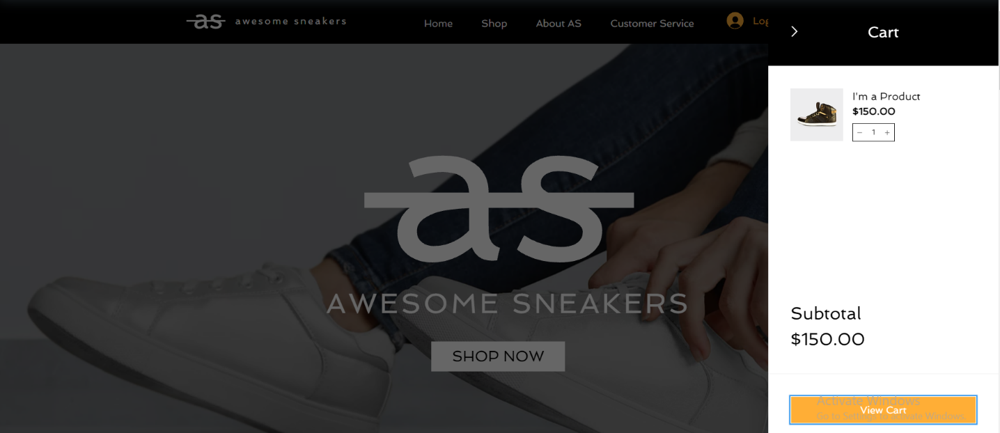 as awesome sneakers
Home Shop About AS Customer Service
Log
Cart
I'm a Product
$150.00
− 1 +
as
AWESOME SNEAKERS
SHOP NOW
Subtotal
$150.00
Activate Windows
View Cart
Go to Settings to activate Windows.